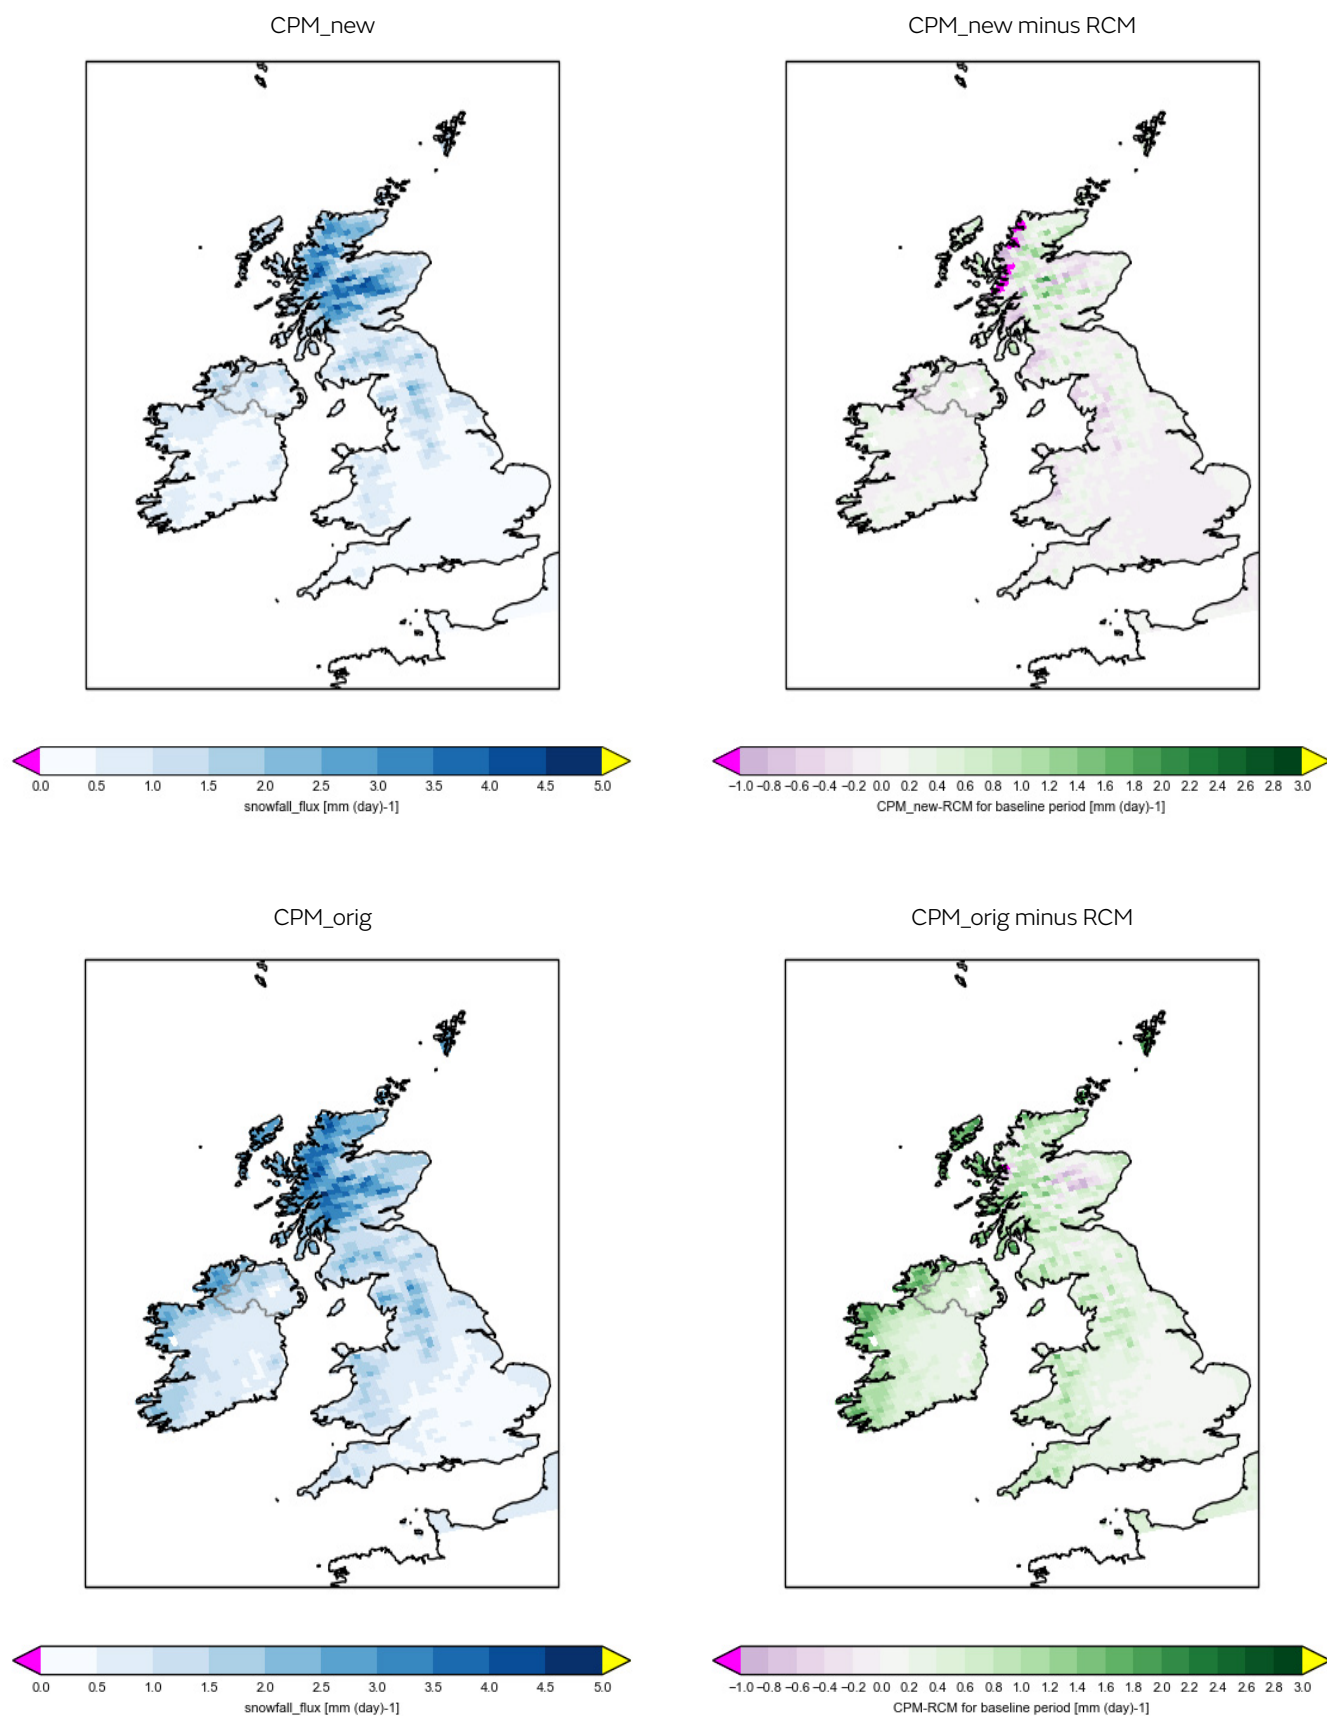 CPM_new
CPM_new minus RCM
0.0 0.5 1.0 1.5 2.0 2.5 3.0 3.5 4.0 4.5 5.0
snowfall_flux [mm (day)-1]
−1.0 −0.8 −0.6 −0.4 −0.2 0.0 0.2 0.4 0.6 0.8 1.0 1.2 1.4 1.6 1.8 2.0 2.2 2.4 2.6 2.8 3.0
CPM_new-RCM for baseline period [mm (day)-1]
CPM_orig
CPM_orig minus RCM
0.0 0.5 1.0 1.5 2.0 2.5 3.0 3.5 4.0 4.5 5.0
snowfall_flux [mm (day)-1]
−1.0 −0.8 −0.6 −0.4 −0.2 0.0 0.2 0.4 0.6 0.8 1.0 1.2 1.4 1.6 1.8 2.0 2.2 2.4 2.6 2.8 3.0
CPM-RCM for baseline period [mm (day)-1]